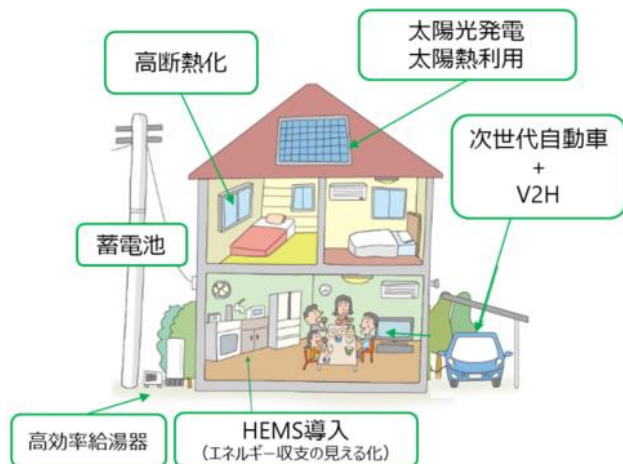 太陽光発電
太陽熱利用
高断熱化
次世代自動車
+
V2H
蓄電池
高効率給湯器
HEMS導入
（エネルギー収支の見える化）